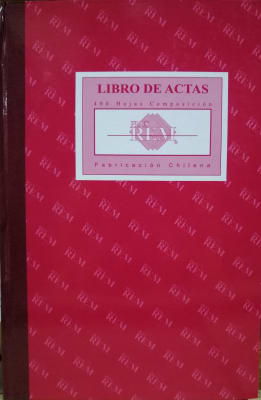 LIBRO DE ACTAS
400 Hojas Composición
REM
Fabricación Chilena